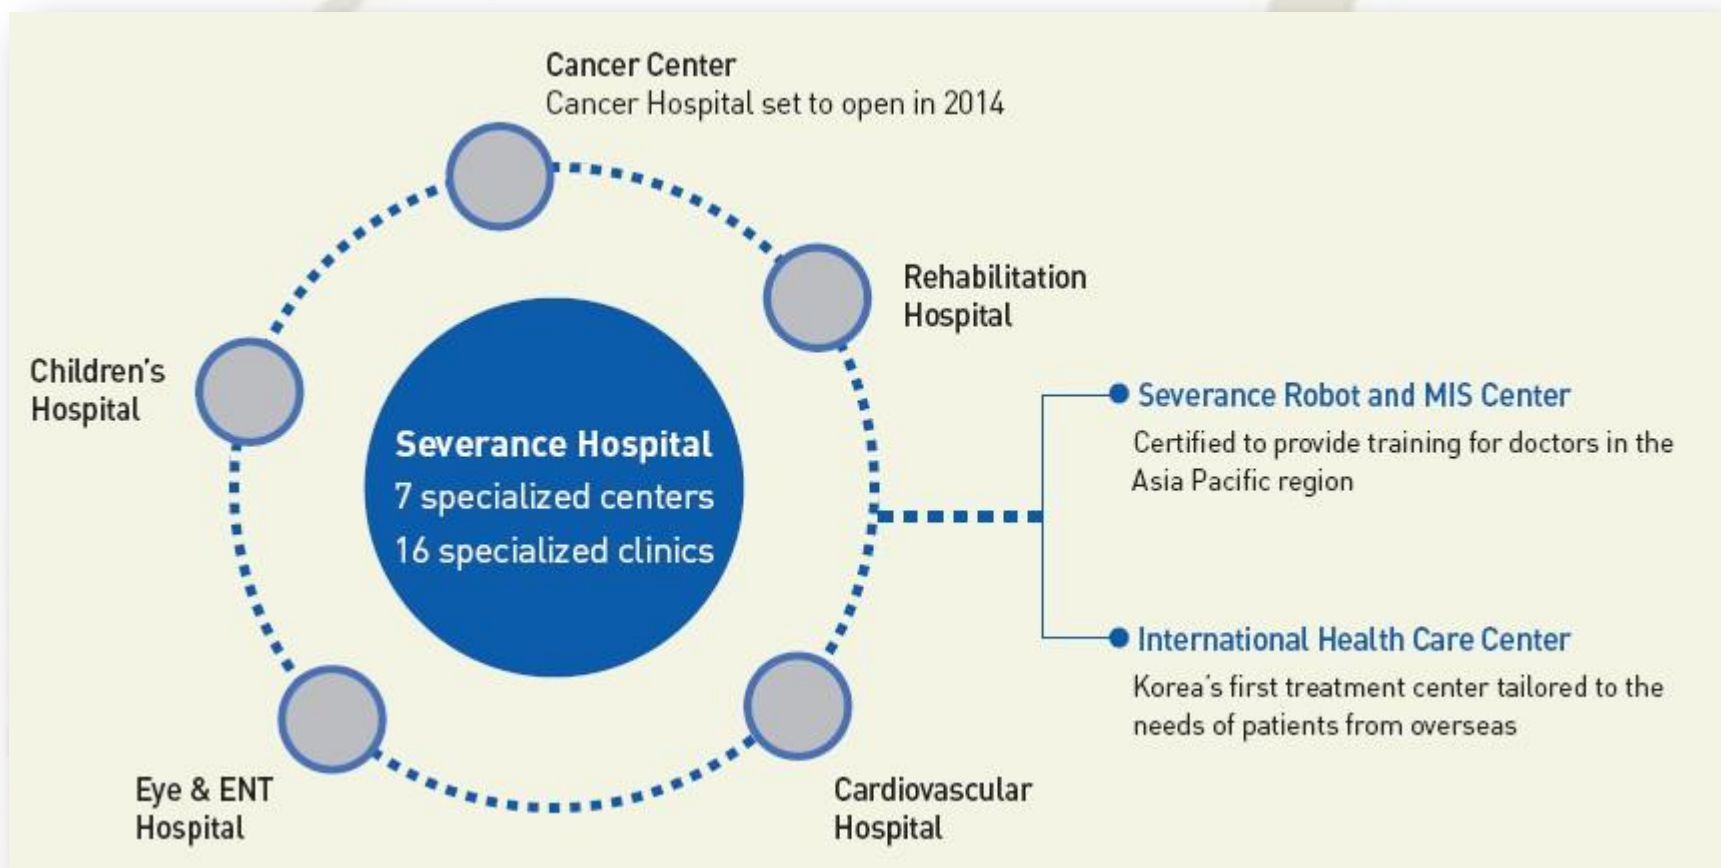 Cancer Center
Cancer Hospital set to open in 2014
Rehabilitation
Hospital
Children's
Hospital
Severance Hospital
7 specialized centers
16 specialized clinics
Severance Robot and MIS Center
Certified to provide training for doctors in the
Asia Pacific region
International Health Care Center
Korea's first treatment center tailored to the
needs of patients from overseas
Eye & ENT
Hospital
Cardiovascular
Hospital